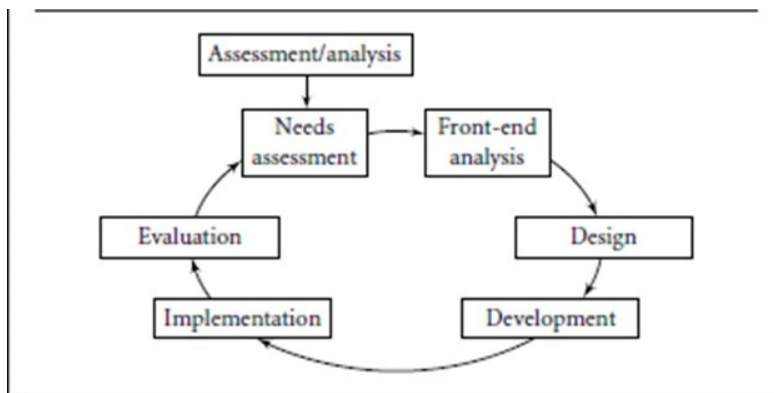 Assessment/analysis
Needs
assessment
Front-end
analysis
Evaluation
Design
Implementation
Development